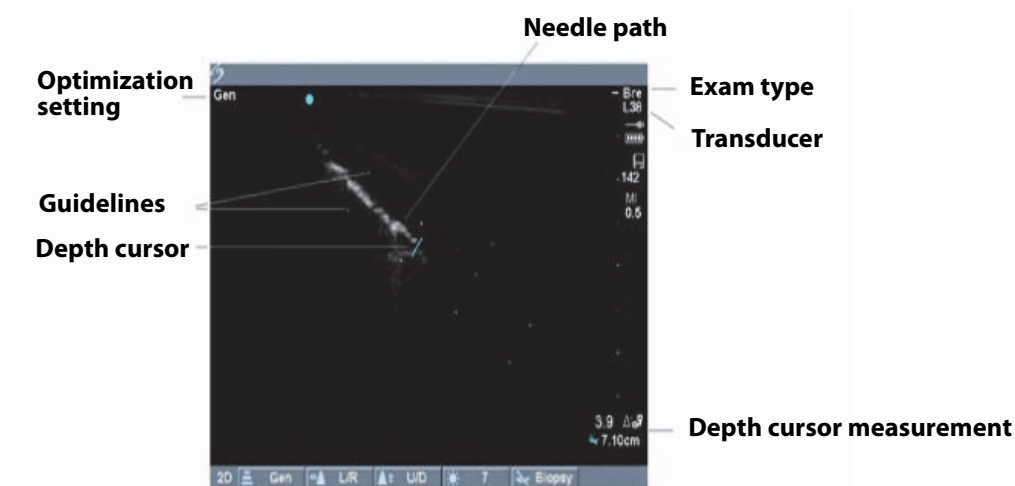 Needle path
Optimization
setting
Exam type
Transducer
Guidelines
Depth cursor
Depth cursor measurement
Gen
Bre
L38
142
MI
0.5
3.9
7.10cm
2D Gen L/R U/D 7 Biopsy